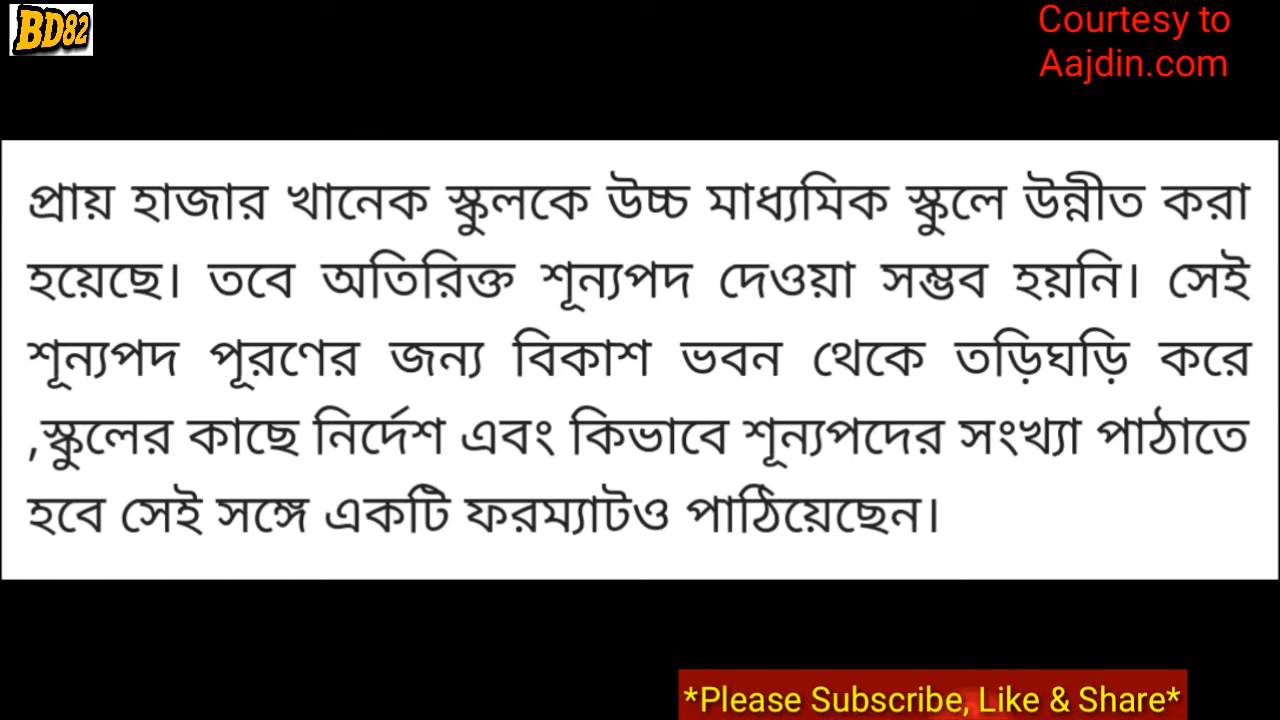 BD82
Courtesy to
Aajdin.com
প্রায় হাজার খানেক স্কুলকে উচ্চ মাধ্যমিক স্কুলে উন্নীত করা
হয়েছে। তবে অতিরিক্ত শূন্যপদ দেওয়া সম্ভব হয়নি। সেই
শূন্যপদ পূরণের জন্য বিকাশ ভবন থেকে তড়িঘড়ি করে
,স্কুলের কাছে নির্দেশ এবং কিভাবে শূন্যপদের সংখ্যা পাঠাতে
হবে সেই সঙ্গে একটি ফরম্যাটও পাঠিয়েছেন।
*Please Subscribe, Like & Share*